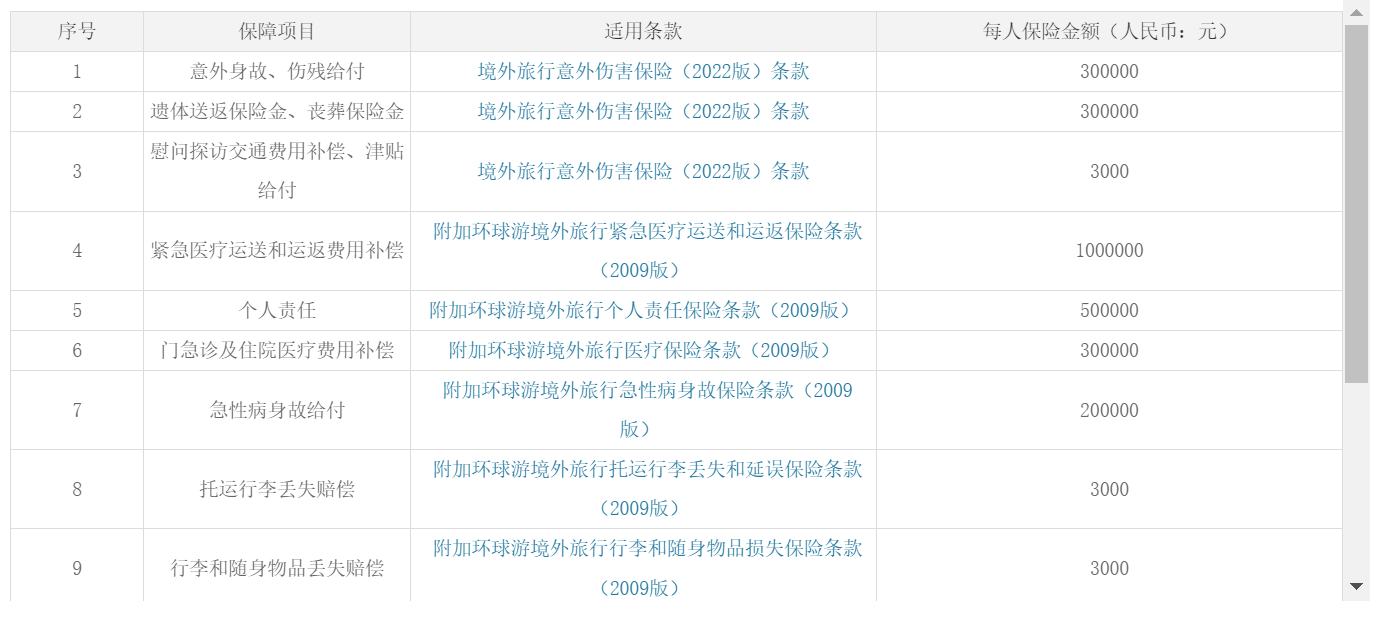 序号 保障项目 适用条款 每人保险金额（人民币：元）
1 意外身故、伤残给付 境外旅行意外伤害保险（2022版）条款 300000
2 遗体送返保险金、丧葬保险金 境外旅行意外伤害保险（2022版）条款 300000
慰问探访交通费用补偿、津贴
3 境外旅行意外伤害保险（2022版）条款 3000
给付
附加环球游境外旅行紧急医疗运送和运返保险条款
4 紧急医疗运送和运返费用补偿 1000000
（2009版）
5 个人责任 附加环球游境外旅行个人责任保险条款（2009版） 500000
6 门急诊及住院医疗费用补偿 附加环球游境外旅行医疗保险条款（2009版） 300000
附加环球游境外旅行急性病身故保险条款（2009
7 急性病身故给付 200000
版）
附加环球游境外旅行托运行李丢失和延误保险条款
8 托运行李丢失赔偿 3000
（2009版）
附加环球游境外旅行行李和随身物品损失保险条款
9 行李和随身物品丢失赔偿 3000
（2009版）